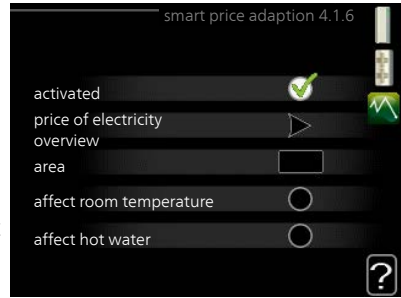 smart price adaption 4.1.6
activated
price of electricity
overview
area
affect room temperature
affect hot water
?